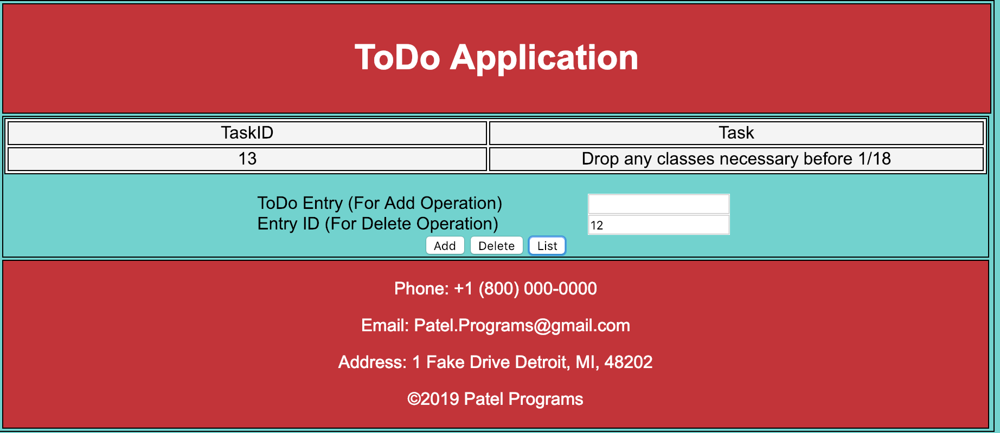 ToDo Application
TaskID Task
13 Drop any classes necessary before 1/18
ToDo Entry (For Add Operation)
Entry ID (For Delete Operation) 12
Add Delete List
Phone: +1 (800) 000-0000
Email: Patel.Programs@gmail.com
Address: 1 Fake Drive Detroit, MI, 48202
©2019 Patel Programs